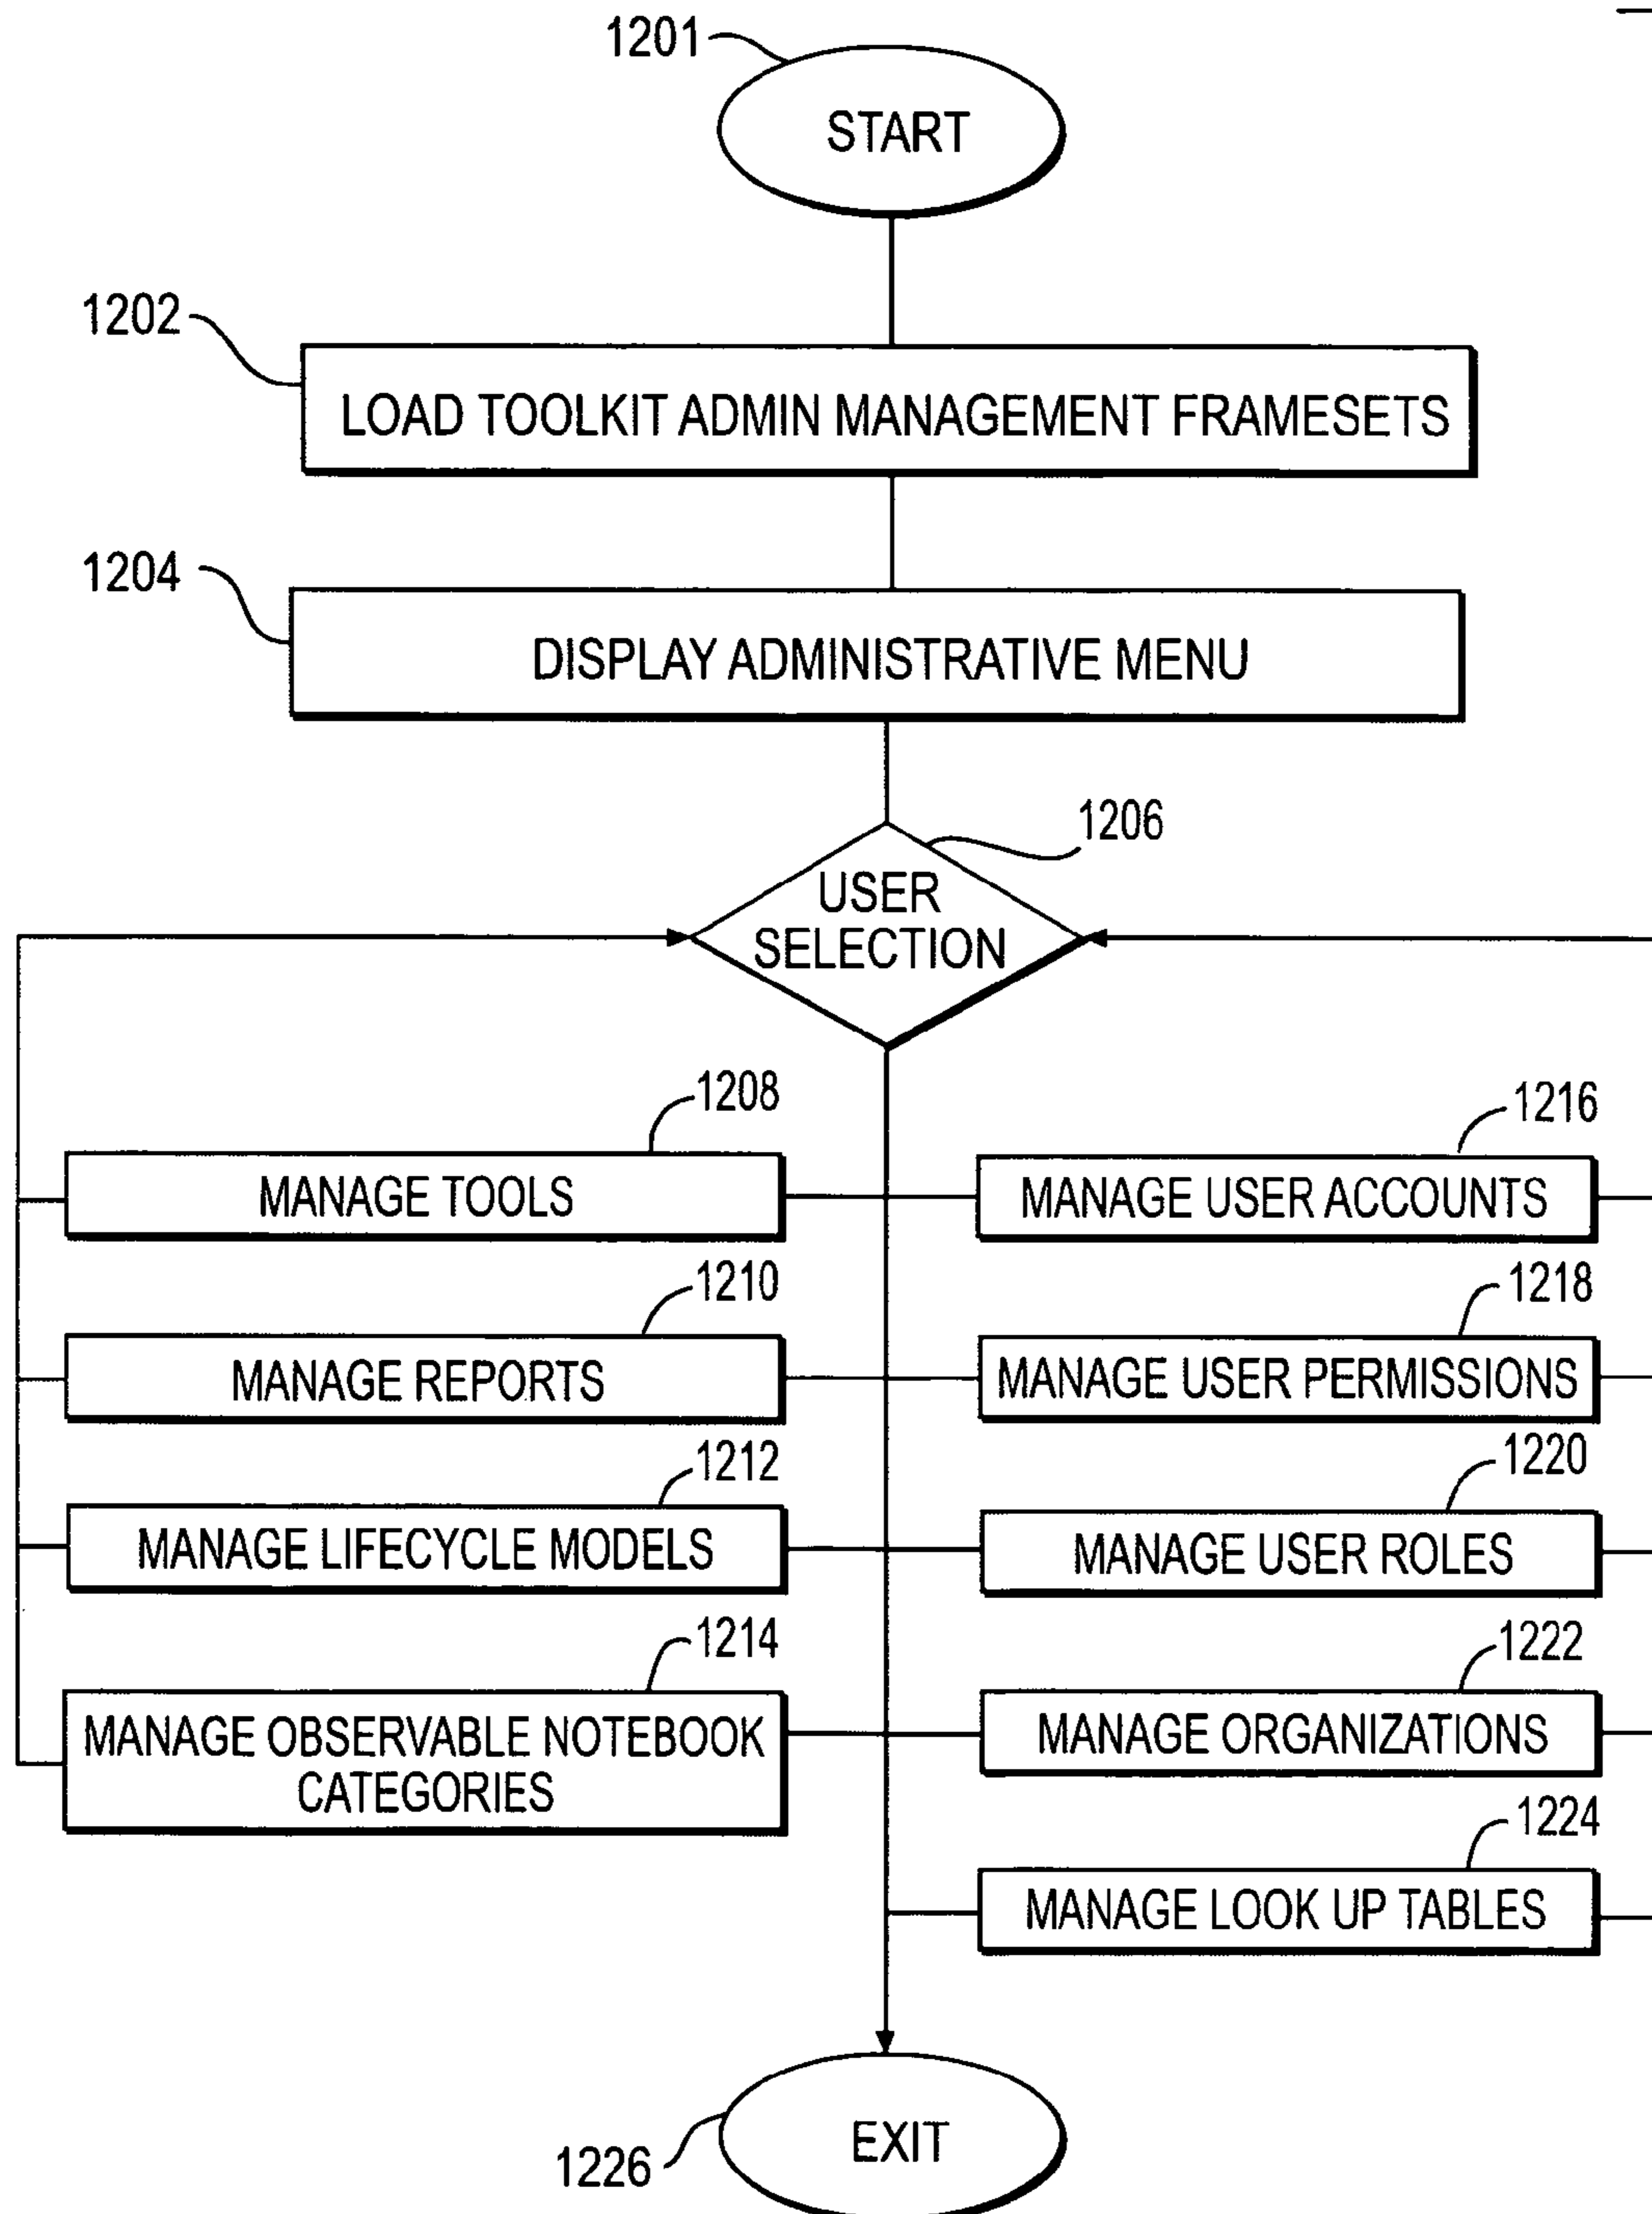 1201
START
1202
LOAD TOOLKIT ADMIN MANAGEMENT FRAMESETS
1204
DISPLAY ADMINISTRATIVE MENU
1206
USER
SELECTION
1208
MANAGE TOOLS
1210
MANAGE REPORTS
1212
MANAGE LIFECYCLE MODELS
1214
MANAGE OBSERVABLE NOTEBOOK
CATEGORIES
1216
MANAGE USER ACCOUNTS
1218
MANAGE USER PERMISSIONS
1220
MANAGE USER ROLES
1222
MANAGE ORGANIZATIONS
1224
MANAGE LOOK UP TABLES
EXIT
1226